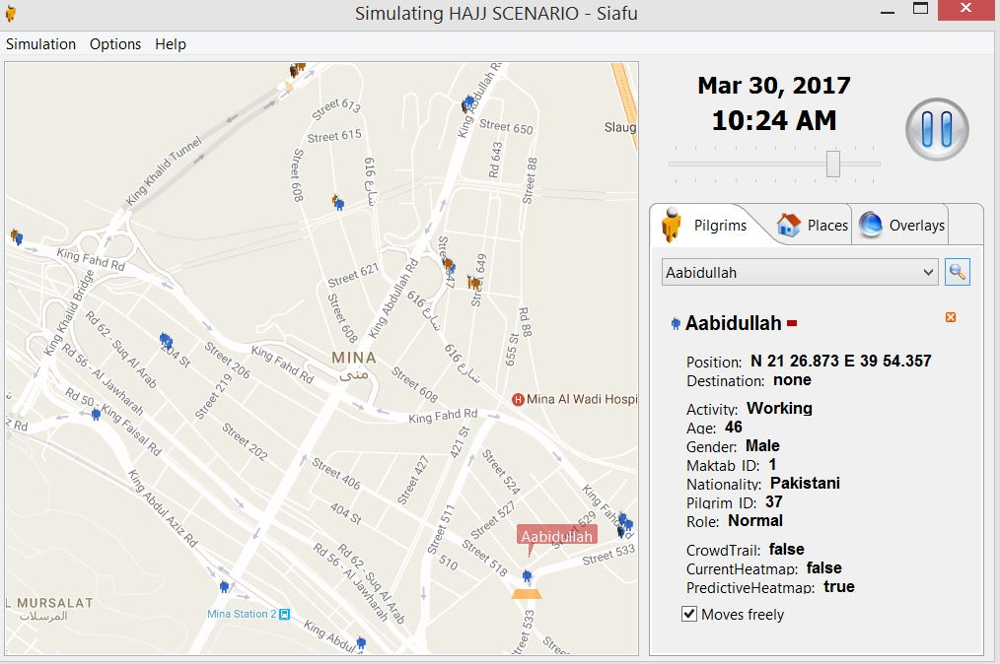 Simulating HAJJ SCENARIO - Siafu
Simulation Options Help
Mar 30, 2017
10:24 AM
Pilgrims
Places
Overlays
Aabidullah
Aabidullah
Position: N 21 26.873 E 39 54.357
Destination: none
Activity: Working
Age: 46
Gender: Male
Maktab ID: 1
Nationality: Pakistani
Pilgrim ID: 37
Role: Normal
CrowdTrail: false
CurrentHeatmap: false
PredictiveHeatmap: true
Moves freely
King Abdullah Rd
Street 613
Street 650
Slaug
Street 615
King Khalid Tunnel
Street 608
شارع 616
Rd 643
Street 88
King Fahd Rd
Street 621
Street 649
King Abdullah Rd
King Khalid Bridge
616 شارع
Street 608
Rd 88
Rd 62 - Suq Al Arab
204 St
Street 206
King Fahd Rd
MINA
منى
616 شارع
655 St
Rd 56 - Al Jawharah
Street 219
Street 608
H Mina Al Wadi Hospi
Rd 50 - King Faisal Rd
King Fahd Rd
Street 202
421 St
Street 427
Street 406
Street 524
King Abdul Aziz Rd
404 St
Street 511
Street 527
Street 529
King Fahd Rd
Aabidullah
Rd 62 - Suq Al Arab
Rd 56 - Al Jawharah
510
Street 518
Street 533
L MURSALAT
المرسلات
Mina Station 2
King Abdul Az
533
Street